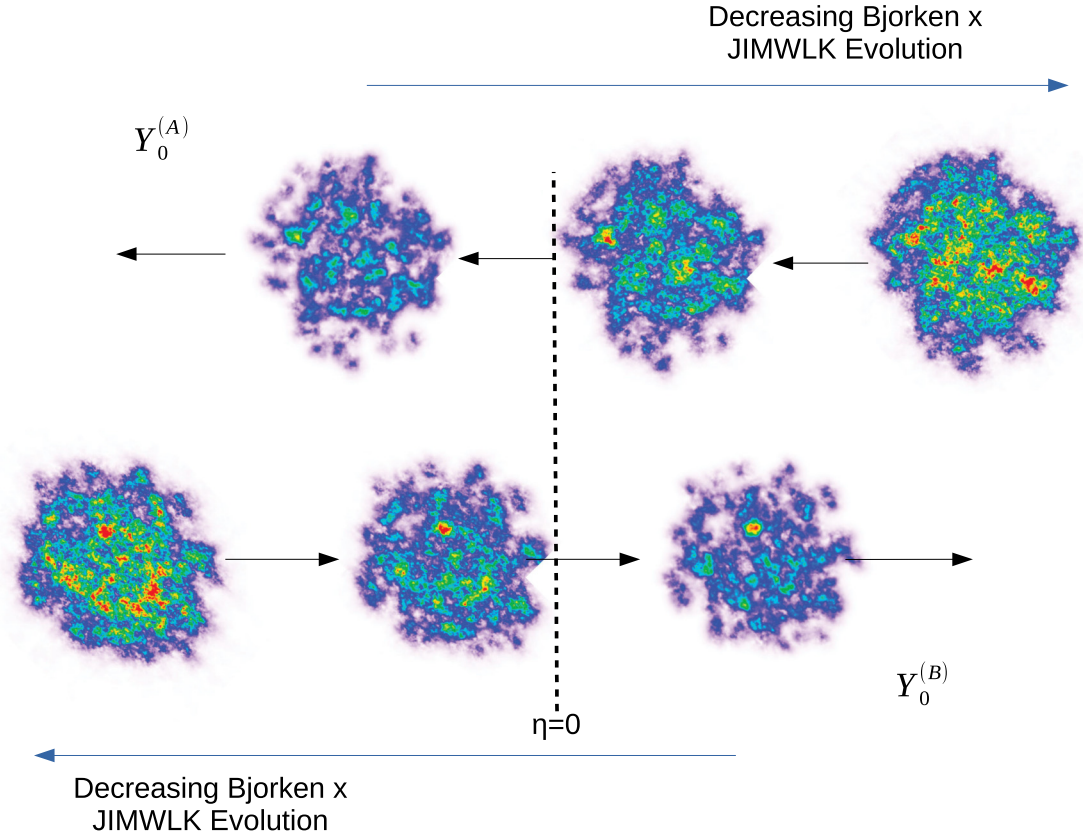 Decreasing Bjorken x
JIMWLK Evolution
Y₀⁽ᴬ⁾
Y₀⁽ᴮ⁾
η=0
Decreasing Bjorken x
JIMWLK Evolution